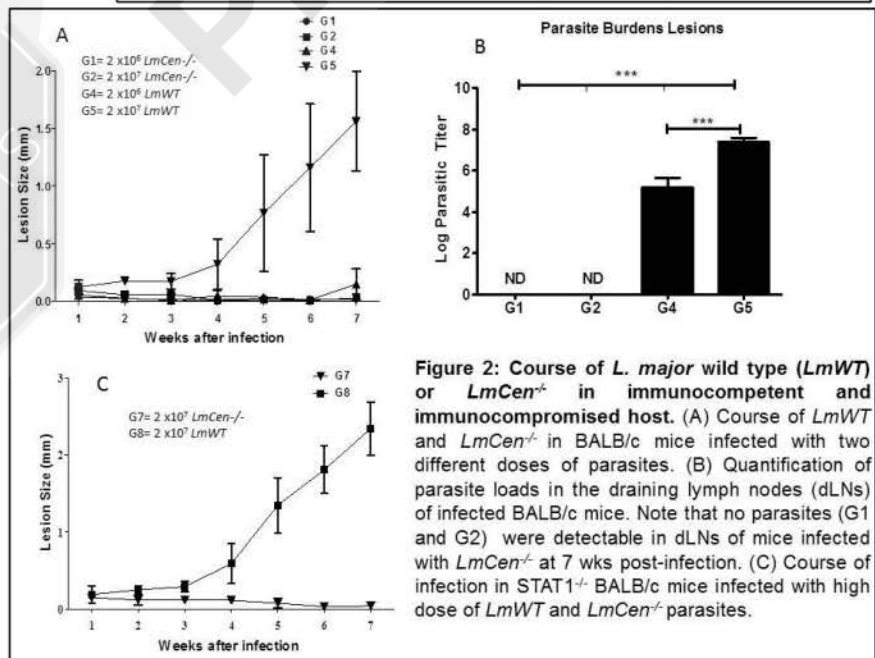 A
G1
G2
G4
G5
G1= 2 x10⁶ LmCen-/-
G2= 2 x10⁷ LmCen-/-
G4= 2 x10⁶ LmWT
G5= 2 x10⁷ LmWT
Lesion Size (mm)
2.0
1.5
1.0
0.5
0.0
1 2 3 4 5 6 7
Weeks after infection
B
Parasite Burdens Lesions
***
***
Log Parasitic Titer
10
8
6
4
2
0
ND ND
G1 G2 G4 G5
C
G7
G8
G7= 2 x10⁷ LmCen-/-
G8= 2 x10⁷ LmWT
Lesion Size (mm)
3
2
1
0
1 2 3 4 5 6 7
Weeks after infection
Figure 2: Course of L. major wild type (LmWT)
or LmCen-/- in immunocompetent and
immunocompromised host. (A) Course of LmWT
and LmCen-/- in BALB/c mice infected with two
different doses of parasites. (B) Quantification of
parasite loads in the draining lymph nodes (dLNs)
of infected BALB/c mice. Note that no parasites (G1
and G2) were detectable in dLNs of mice infected
with LmCen-/- at 7 wks post-infection. (C) Course of
infection in STAT1-/- BALB/c mice infected with high
dose of LmWT and LmCen-/- parasites.